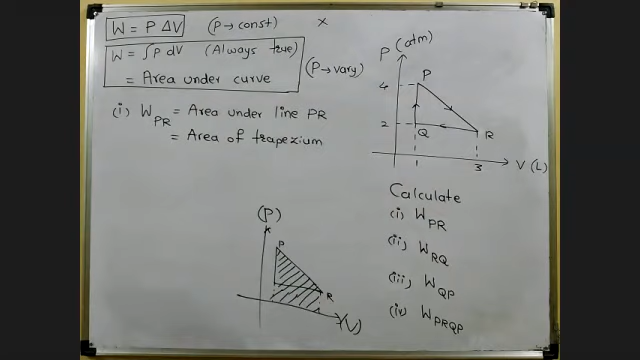 W = P ΔV (P → const) ×
W = ∫P dV (Always true)
= Area under curve
(P → vary)
(i) W_PR = Area under line PR
= Area of trapezium
P (atm)
4
P
2
Q
R
3
V (L)
Calculate
(i) W_PR
(ii) W_RQ
(iii) W_QP
(iv) W_PRQP
(P)
P
R
(V)